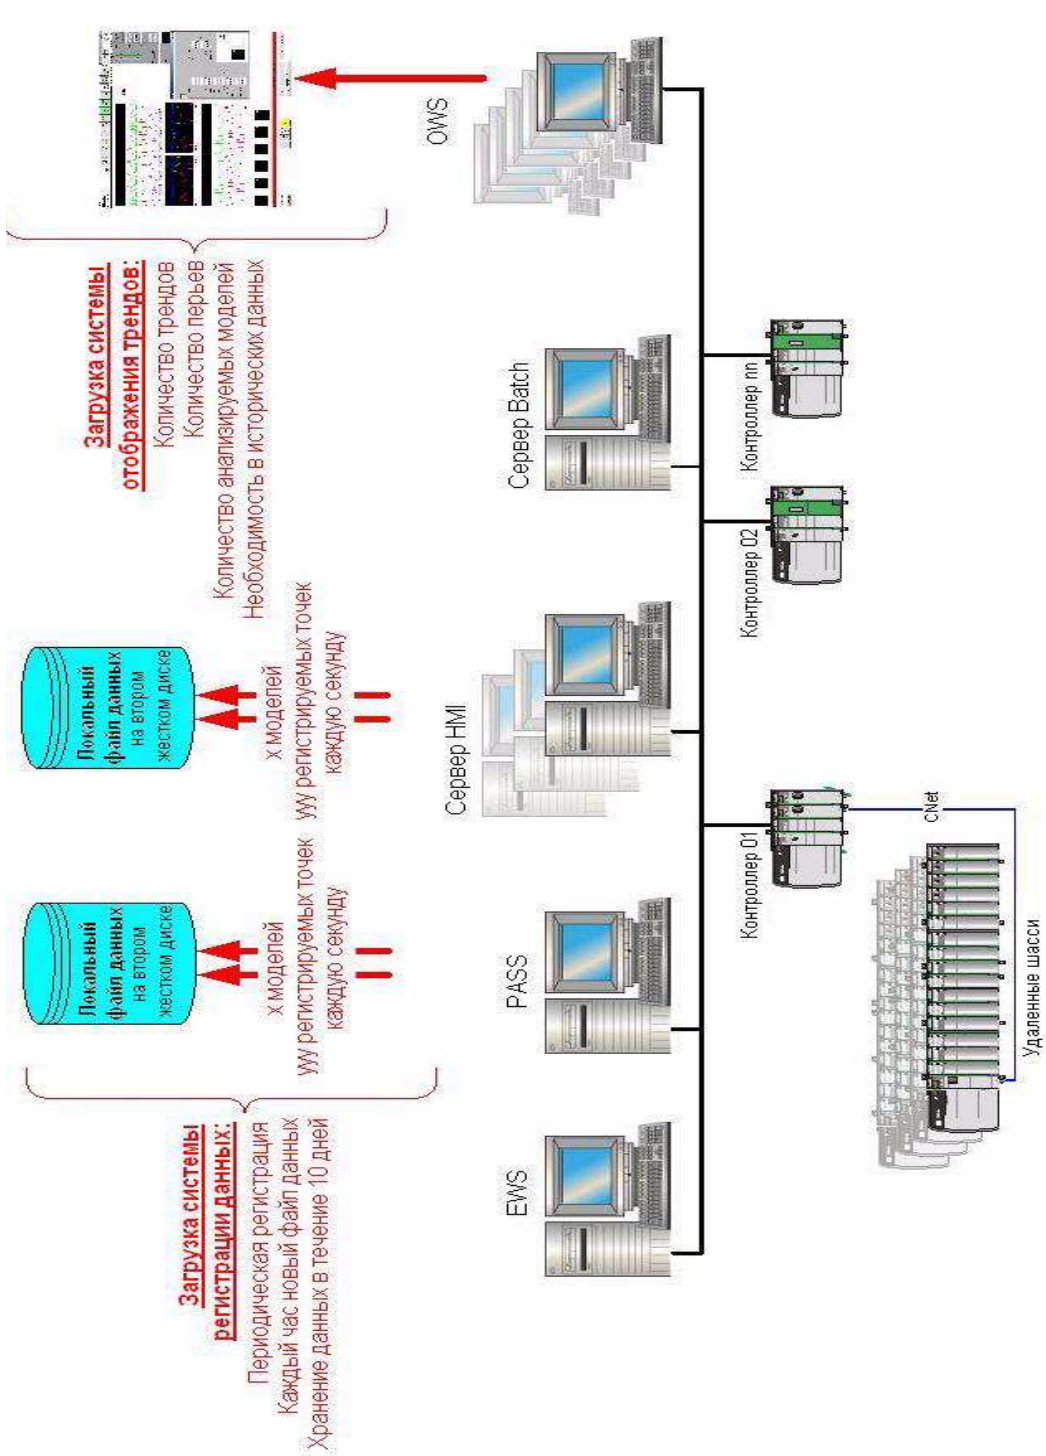 Загрузка системы
регистрации данных:
Периодическая регистрация
Каждый час новый файл данных
Хранение данных в течение 10 дней
Локальный
файл данных
на втором
жестком диске
X моделей
yyy регистрируемых точек
каждую секунду
Локальный
файл данных
на втором
жестком диске
X моделей
yyy регистрируемых точек
каждую секунду
Загрузка системы
отображения трендов:
Количество трендов
Количество перьев
Количество анализируемых моделей
Необходимость в исторических данных
EWS
PASS
Сервер HMI
Сервер Batch
OWS
Контроллер 01
Контроллер 02
Контроллер nn
CNet
Удаленные шасси